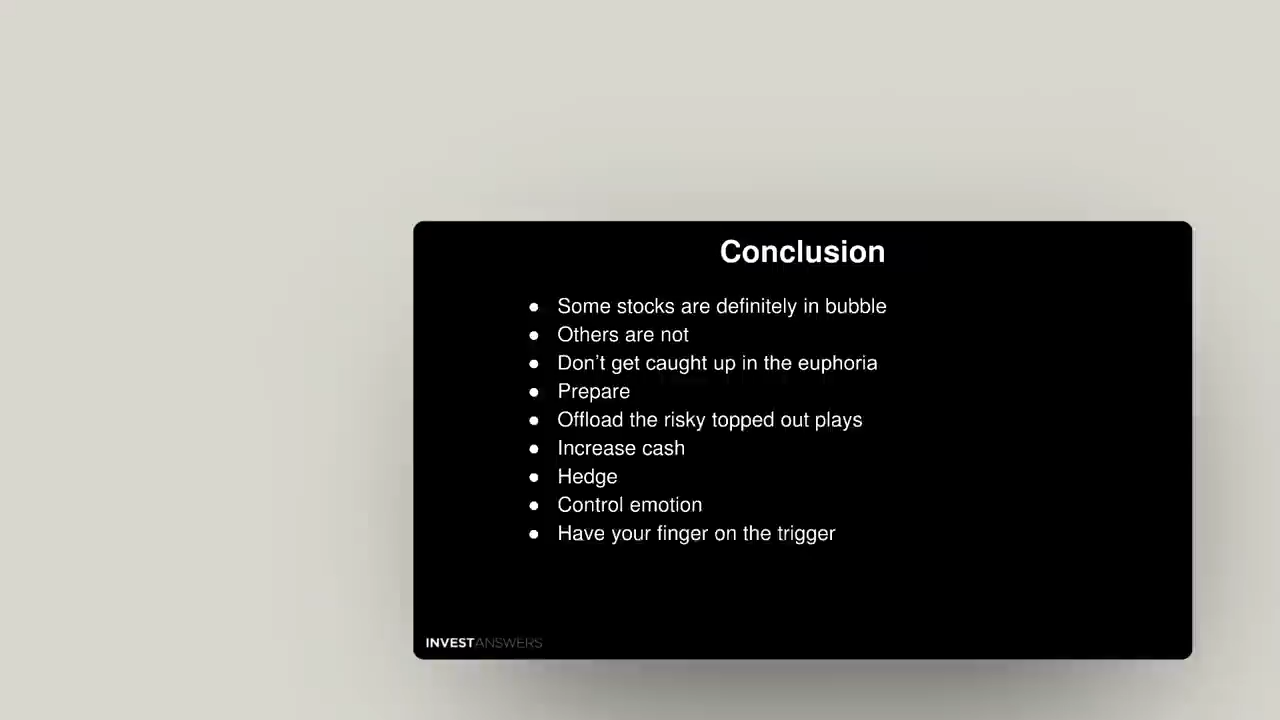 Conclusion
● Some stocks are definitely in bubble
● Others are not
● Don’t get caught up in the euphoria
● Prepare
● Offload the risky topped out plays
● Increase cash
● Hedge
● Control emotion
● Have your finger on the trigger
INVESTANSWERS